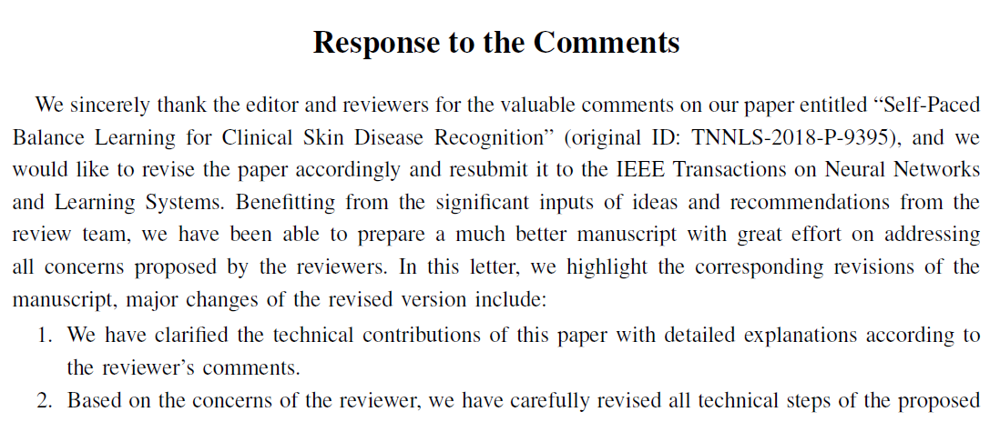 Response to the Comments
We sincerely thank the editor and reviewers for the valuable comments on our paper entitled “Self-Paced
Balance Learning for Clinical Skin Disease Recognition” (original ID: TNNLS-2018-P-9395), and we
would like to revise the paper accordingly and resubmit it to the IEEE Transactions on Neural Networks
and Learning Systems. Benefitting from the significant inputs of ideas and recommendations from the
review team, we have been able to prepare a much better manuscript with great effort on addressing
all concerns proposed by the reviewers. In this letter, we highlight the corresponding revisions of the
manuscript, major changes of the revised version include:
1. We have clarified the technical contributions of this paper with detailed explanations according to
the reviewer’s comments.
2. Based on the concerns of the reviewer, we have carefully revised all technical steps of the proposed